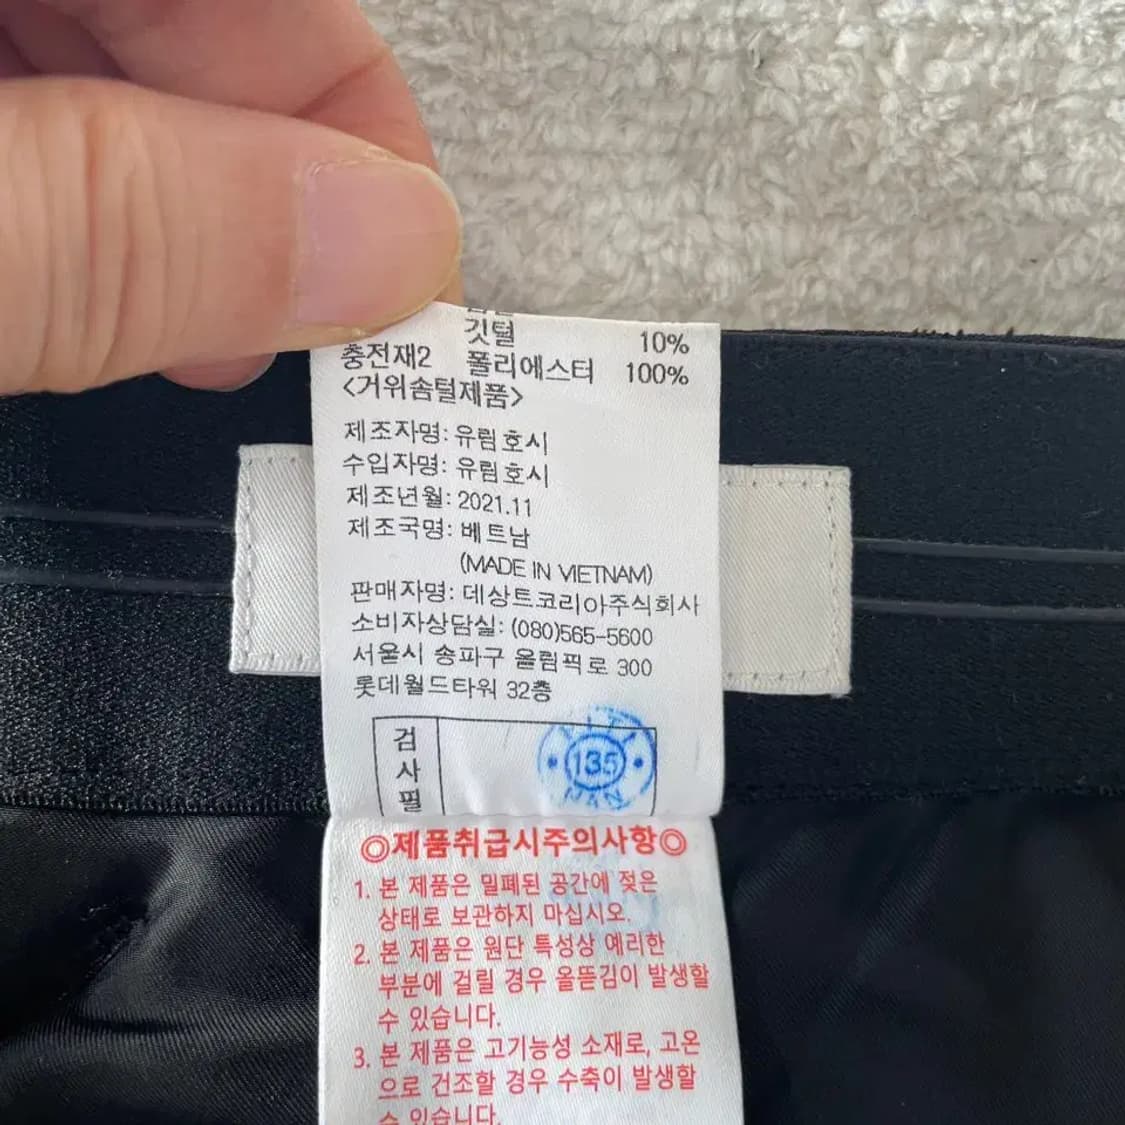 깃털 10%
충전재2 폴리에스터 100%
<거위솜털제품>
제조자명: 유림호시
수입자명: 유림호시
제조년월: 2021.11
제조국명: 베트남
(MADE IN VIETNAM)
판매자명: 데상트코리아주식회사
소비자상담실: (080)565-5600
서울시 송파구 올림픽로 300
롯데월드타워 32층
검사필
135
◎제품취급시주의사항◎
1. 본 제품은 밀폐된 공간에 젖은
상태로 보관하지 마십시오.
2. 본 제품은 원단 특성상 예리한
부분에 걸릴 경우 올뜯김이 발생할
수 있습니다.
3. 본 제품은 고기능성 소재로, 고온
으로 건조할 경우 수축이 발생할
수 있습니다.